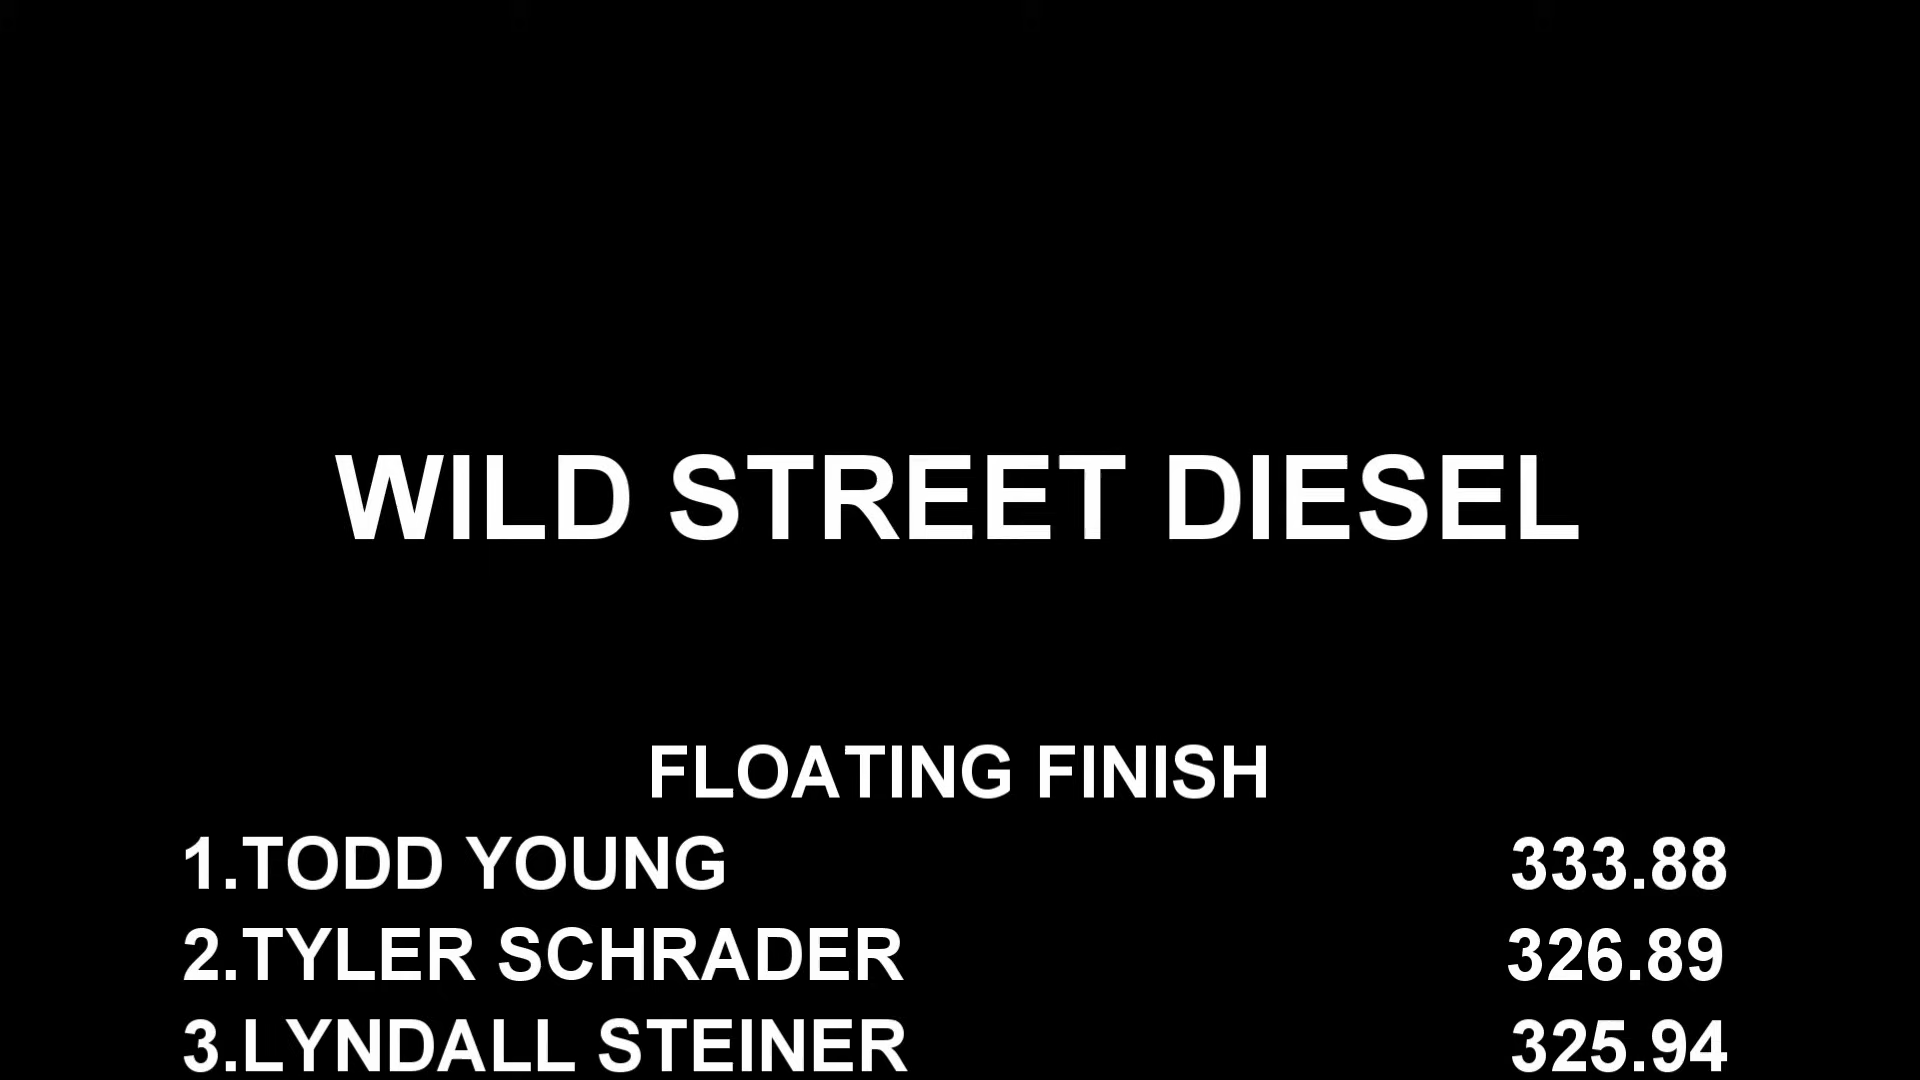 WILD STREET DIESEL
FLOATING FINISH
1.TODD YOUNG 333.88
2.TYLER SCHRADER 326.89
3.LYNDALL STEINER 325.94